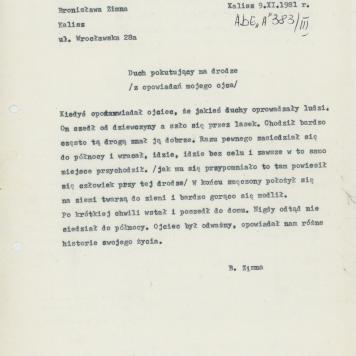 Bronisława Zimna
Kalisz 9.XI.1981 r.
Kalisz
ul. Wrocławska 28a
AbE, A 383/III
Duch pokutujący na drodze
/z opowiadań mojego ojca/
Kiedyś opowiadał ojciec, że jakieś duchy oprowadzały ludzi.
On szedł od dziewczyny a szło się przez lasek. Chodził bardzo
często tą drogą znał ją dobrze. Razu pewnego zasiedział się
do północy i wracał, idzie, idzie bez celu i zawsze w to samo
miejsce przychodził. /jak mu się przypomniało to tam powiesił
się człowiek przy tej drodze/ W końcu zmęczony położył się
na ziemi twarzą do ziemi i bardzo gorąco się modlił.
Po krótkiej chwili wstał i poszedł do domu. Nigdy odtąd nie
siedział do północy. Ojciec był odważny, opowiadał nam różne
historie swojego życia.
B. Zimna